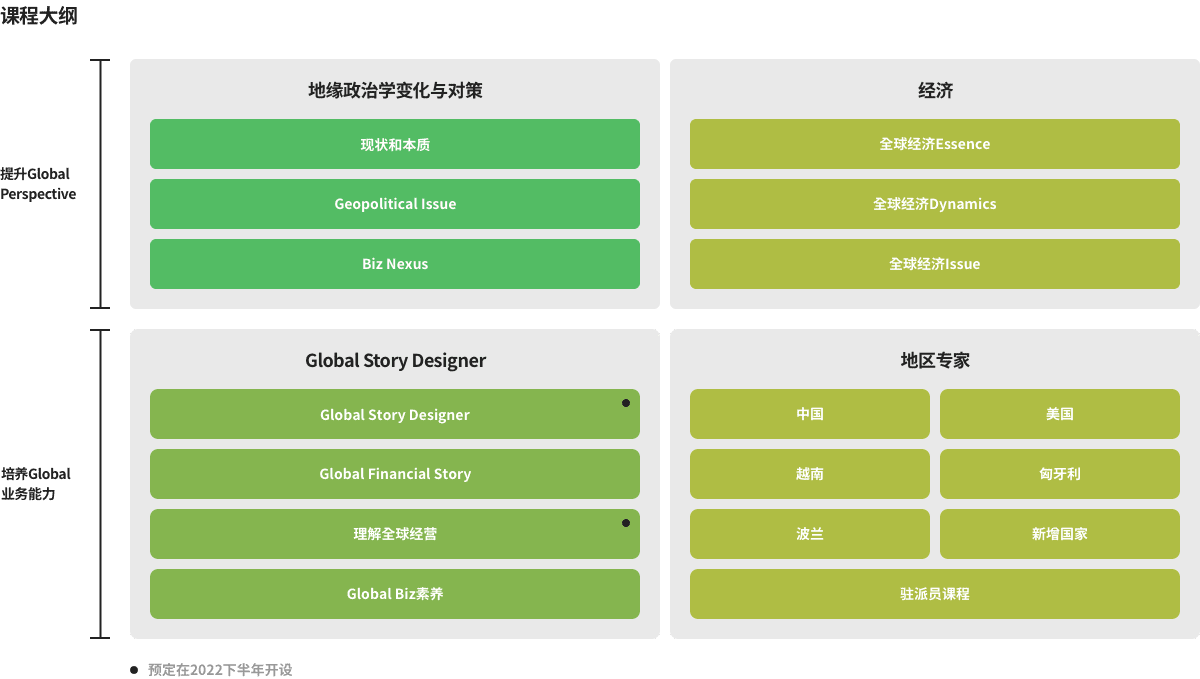 课程大纲
提升Global
Perspective
地缘政治学变化与对策
现状和本质
Geopolitical Issue
Biz Nexus
经济
全球经济Essence
全球经济Dynamics
全球经济Issue
培养Global
业务能力
Global Story Designer
Global Story Designer
Global Financial Story
理解全球经营
Global Biz素养
地区专家
中国
美国
越南
匈牙利
波兰
新增国家
驻派员课程
预定在2022下半年开设